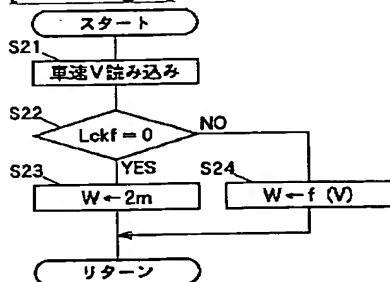 スタート
S21
車速V読み込み
S22
Lckf=0
NO
YES
S23
S24
W←2m
W←f (V)
リターン